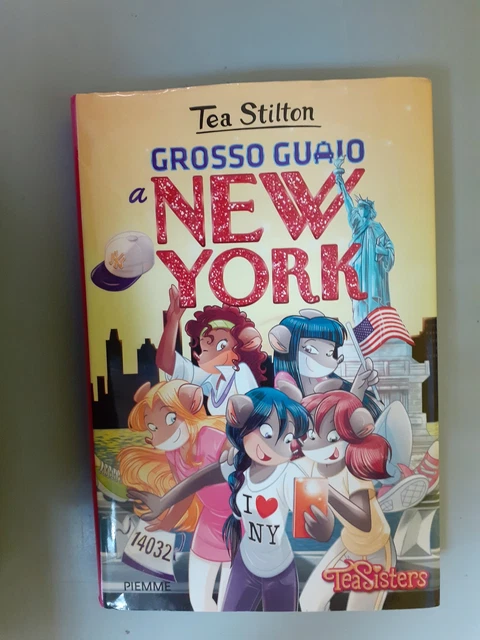 Tea Stilton
GROSSO GUAIO
a NEW
YORK
I ❤
NY
14032
PIEMME
TeaSisters